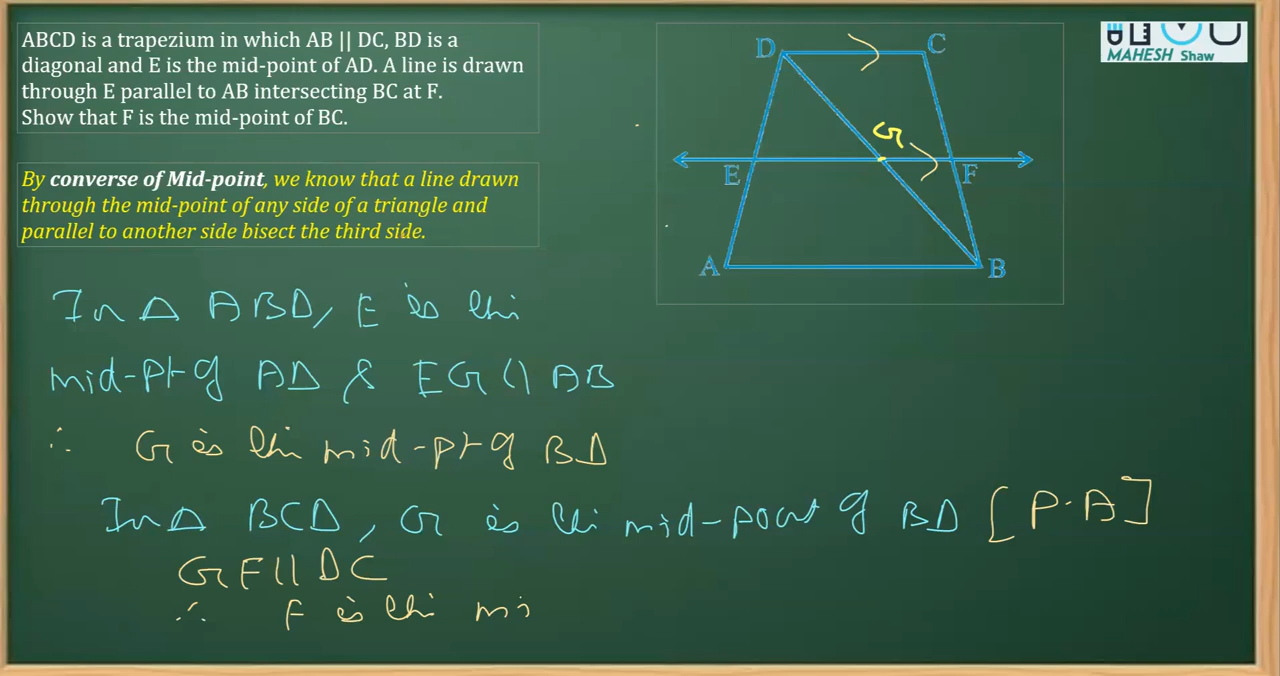 ABCD is a trapezium in which AB || DC, BD is a
diagonal and E is the mid-point of AD. A line is drawn
through E parallel to AB intersecting BC at F.
Show that F is the mid-point of BC.
By converse of Mid-point, we know that a line drawn
through the mid-point of any side of a triangle and
parallel to another side bisect the third side.
D C
G
E F
A B
MAHESH Shaw
In Δ ABD, E is the
mid-pt of AD & EG || AB
∴ G is the mid-pt of BD
In Δ BCD, G is the mid-point of BD [P.A]
GF || DC
∴ F is the mi